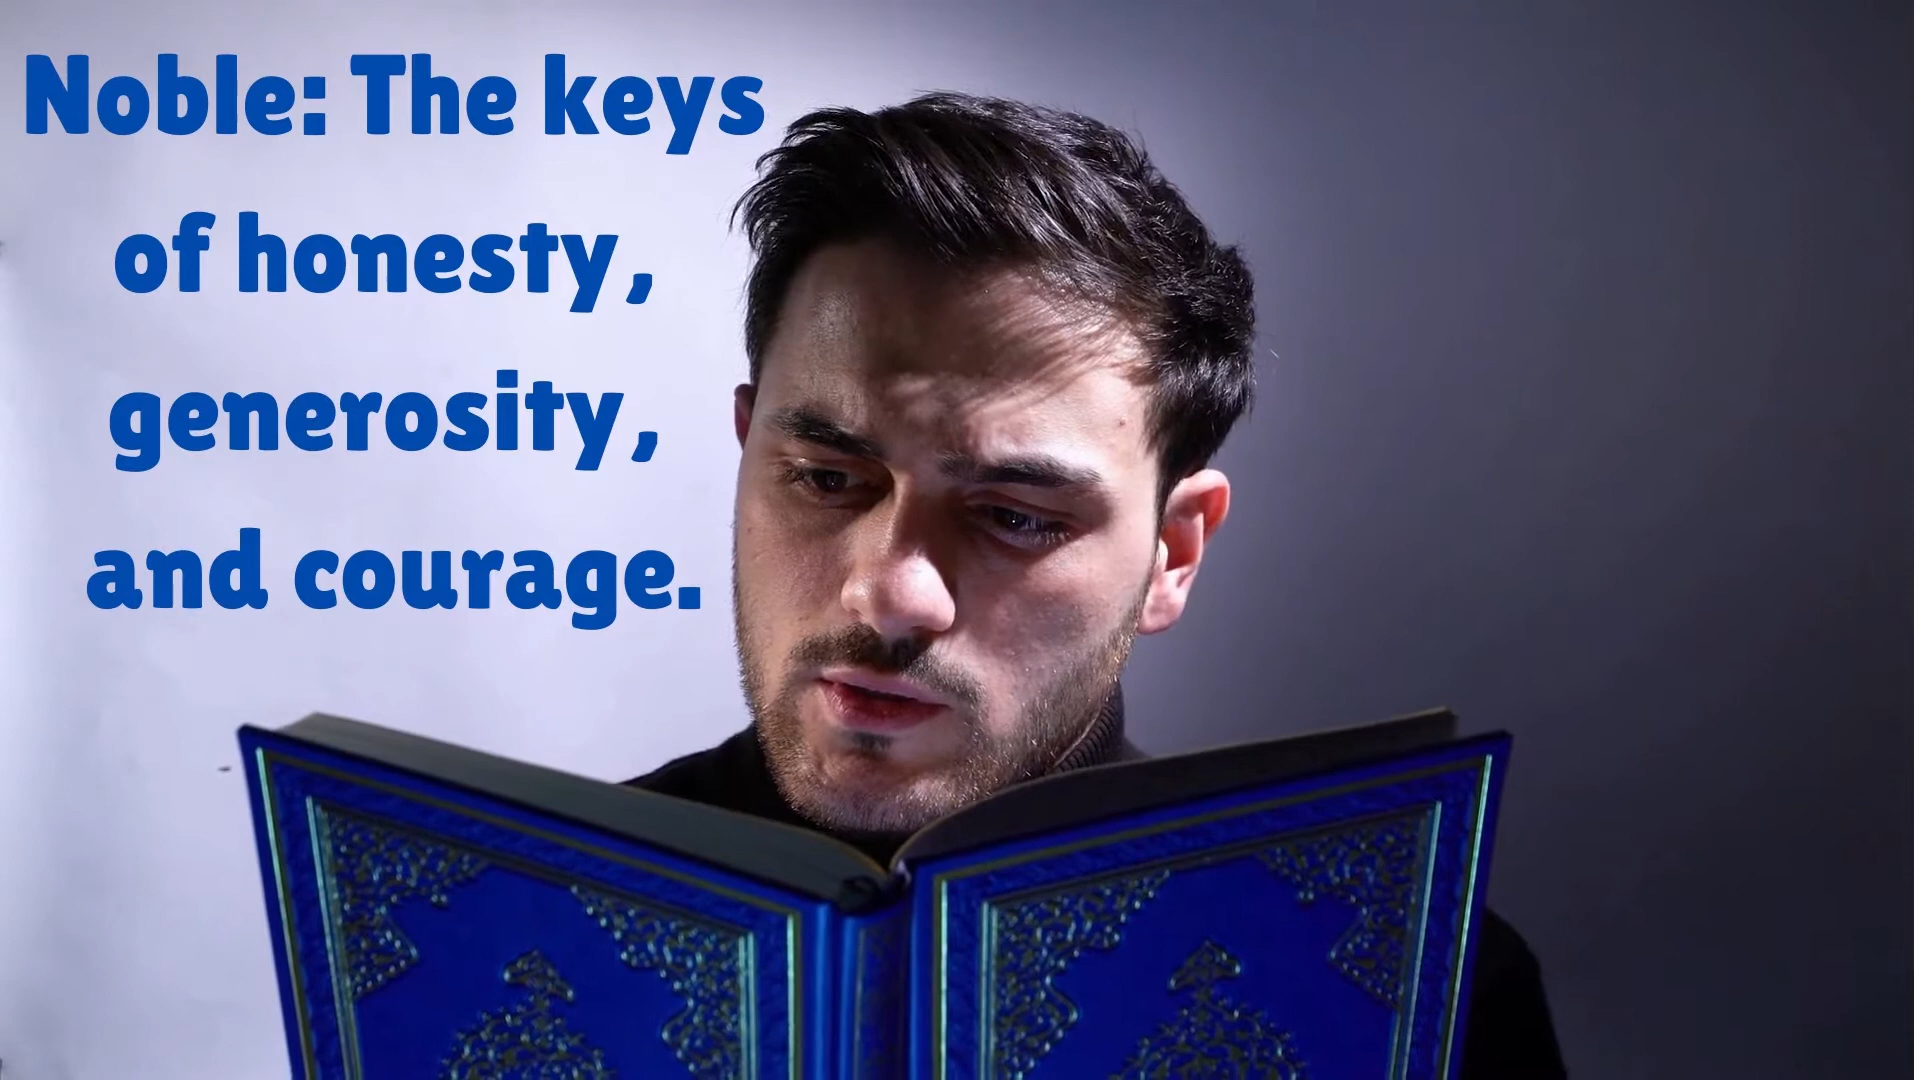 Noble: The keys
of honesty,
generosity,
and courage.